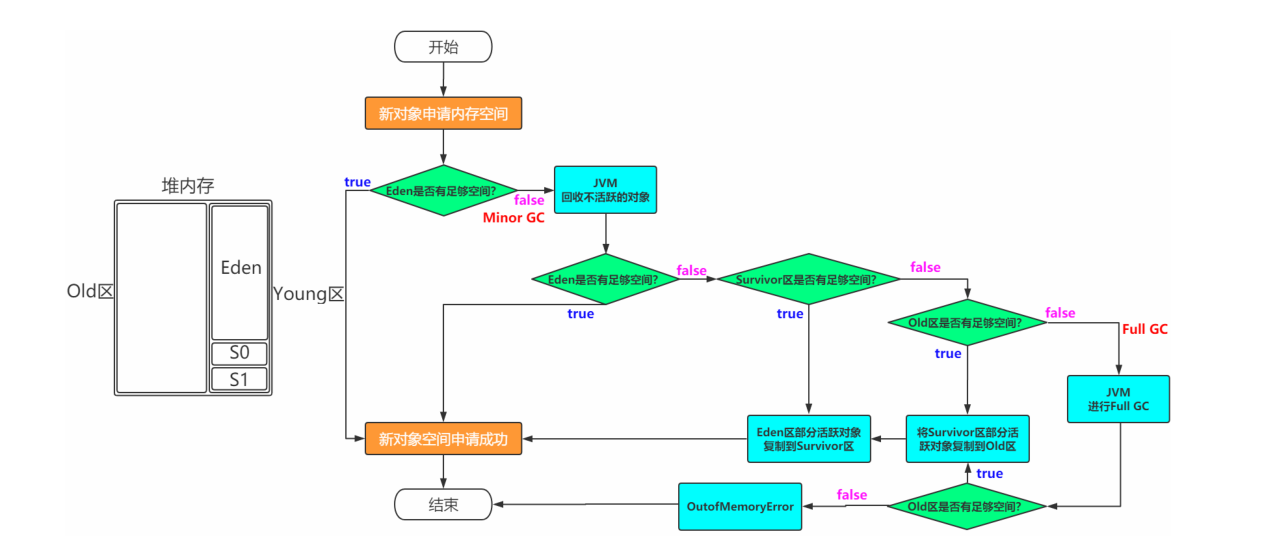 开始
新对象申请内存空间
true
Eden是否有足够空间?
false
Minor GC
JVM
回收不活跃的对象
堆内存
Old区
Eden
S0
S1
Young区
Eden是否有足够空间?
false
true
Survivor区是否有足够空间?
false
true
Old区是否有足够空间?
false
Full GC
true
JVM
进行Full GC
新对象空间申请成功
Eden区部分活跃对象
复制到Survivor区
将Survivor区部分活
跃对象复制到Old区
true
结束
OutofMemoryError
false
Old区是否有足够空间?